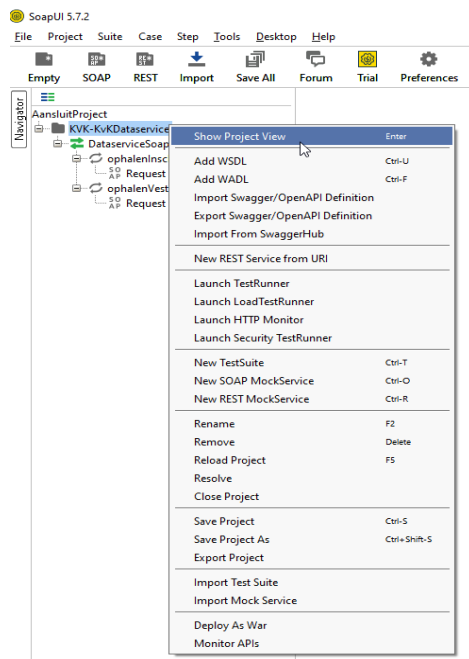 SoapUI 5.7.2
File Project Suite Case Step Tools Desktop Help
Empty SOAP REST Import Save All Forum Trial Preferences
Navigator
AansluitProject
KVK-KvKDataservice
DataserviceSoap
ophalenInsc
SOAP Request
ophalenVest
SOAP Request
Show Project View Enter
Add WSDL Ctrl-U
Add WADL Ctrl-F
Import Swagger/OpenAPI Definition
Export Swagger/OpenAPI Definition
Import From SwaggerHub
New REST Service from URI
Launch TestRunner
Launch LoadTestRunner
Launch HTTP Monitor
Launch Security TestRunner
New TestSuite Ctrl-T
New SOAP MockService Ctrl-O
New REST MockService Ctrl-R
Rename F2
Remove Delete
Reload Project F5
Resolve
Close Project
Save Project Ctrl-S
Save Project As Ctrl+Shift-S
Export Project
Import Test Suite
Import Mock Service
Deploy As War
Monitor APIs